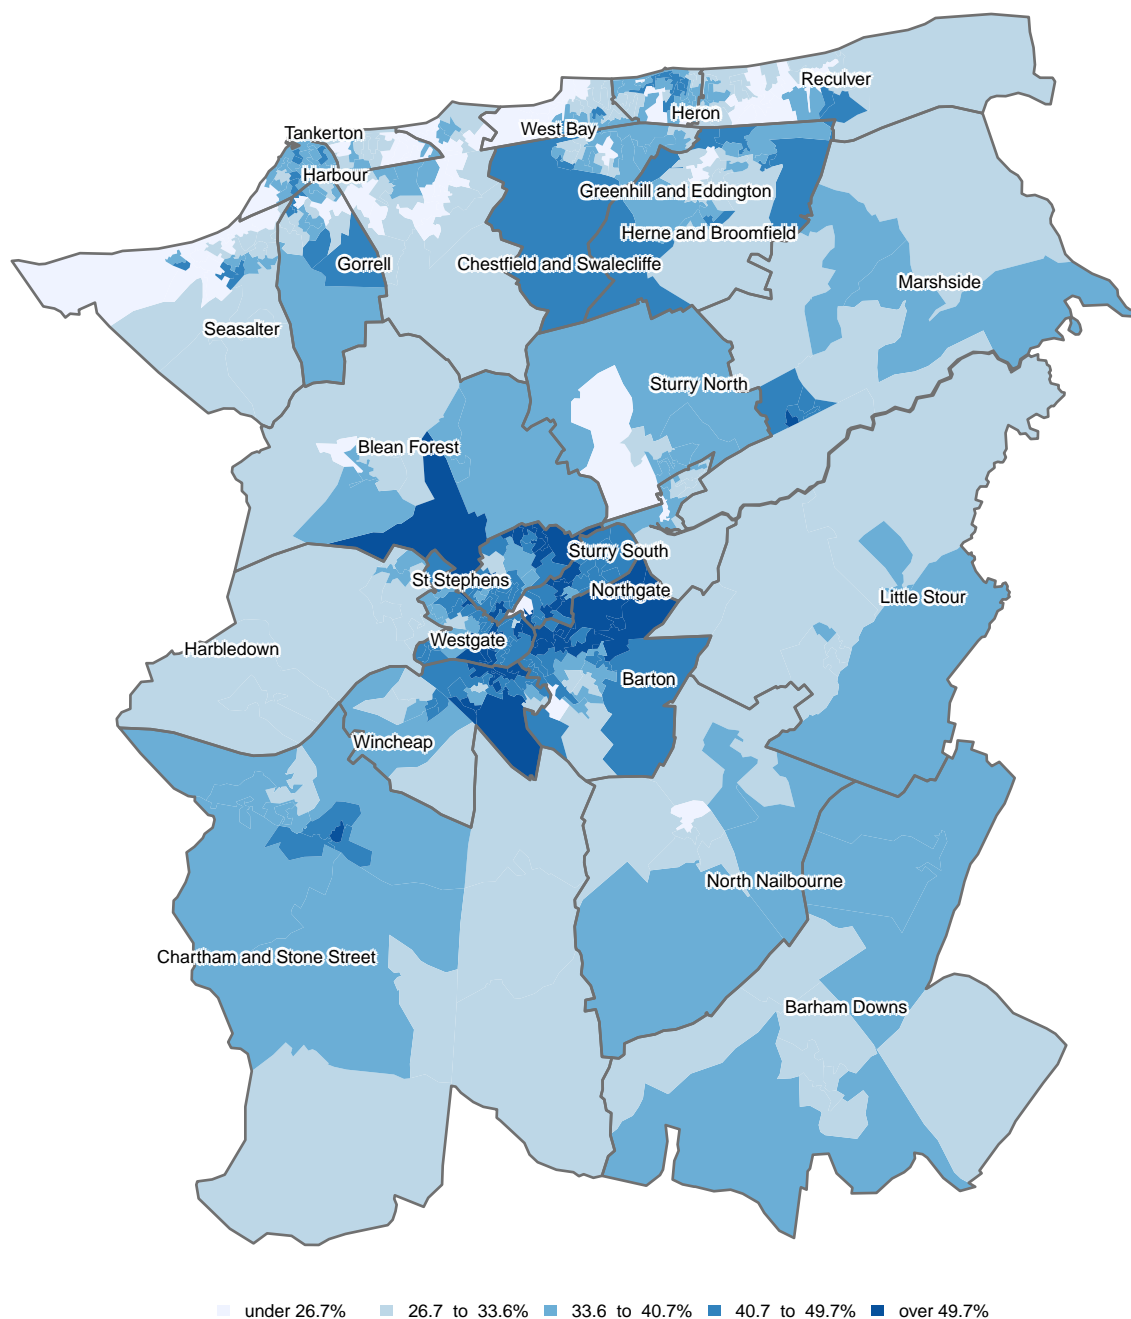 Reculver
Heron
West Bay
Tankerton
Harbour
Greenhill and Eddington
Herne and Broomfield
Gorrell
Chestfield and Swalecliffe
Marshside
Seasalter
Sturry North
Blean Forest
Sturry South
St Stephens
Northgate
Little Stour
Westgate
Harbledown
Barton
Wincheap
North Nailbourne
Chartham and Stone Street
Barham Downs
under 26.7% 26.7 to 33.6% 33.6 to 40.7% 40.7 to 49.7% over 49.7%